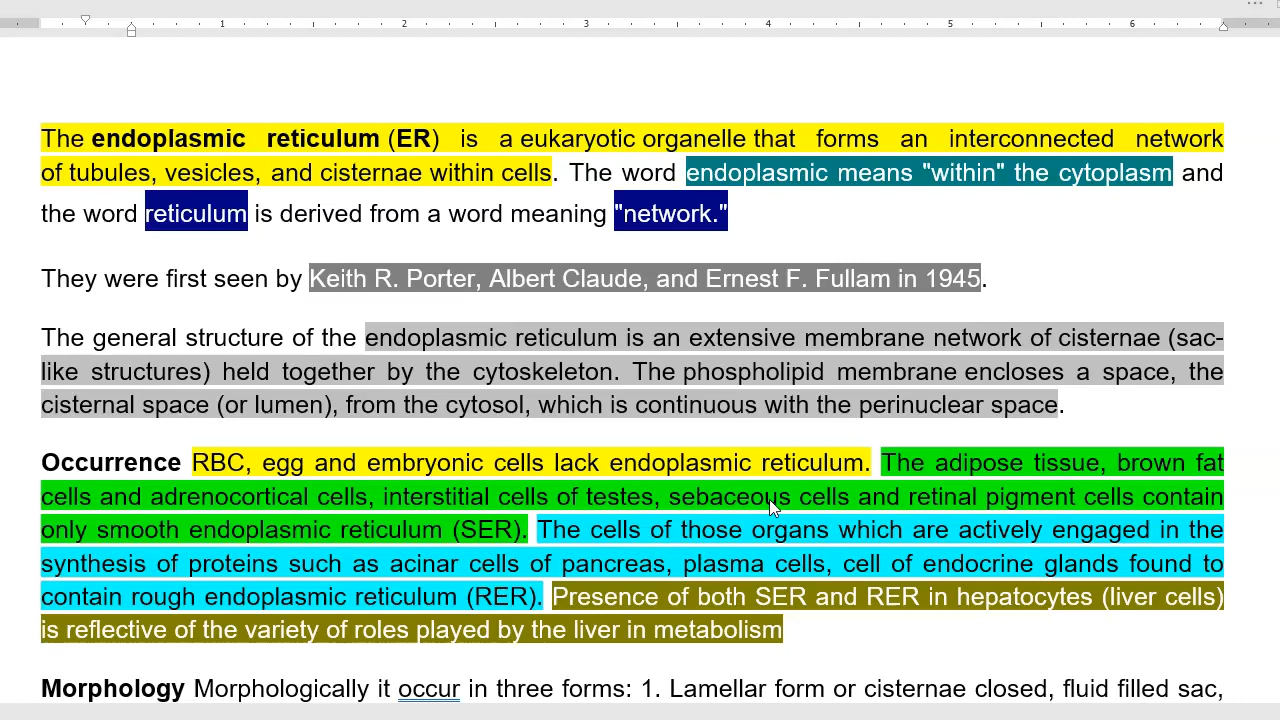 1 2 3 4 5 6
The endoplasmic reticulum (ER) is a eukaryotic organelle that forms an interconnected network
of tubules, vesicles, and cisternae within cells. The word endoplasmic means "within" the cytoplasm and
the word reticulum is derived from a word meaning "network."
They were first seen by Keith R. Porter, Albert Claude, and Ernest F. Fullam in 1945.
The general structure of the endoplasmic reticulum is an extensive membrane network of cisternae (sac-
like structures) held together by the cytoskeleton. The phospholipid membrane encloses a space, the
cisternal space (or lumen), from the cytosol, which is continuous with the perinuclear space.
Occurrence RBC, egg and embryonic cells lack endoplasmic reticulum. The adipose tissue, brown fat
cells and adrenocortical cells, interstitial cells of testes, sebaceous cells and retinal pigment cells contain
only smooth endoplasmic reticulum (SER). The cells of those organs which are actively engaged in the
synthesis of proteins such as acinar cells of pancreas, plasma cells, cell of endocrine glands found to
contain rough endoplasmic reticulum (RER). Presence of both SER and RER in hepatocytes (liver cells)
is reflective of the variety of roles played by the liver in metabolism
Morphology Morphologically it occur in three forms: 1. Lamellar form or cisternae closed, fluid filled sac,